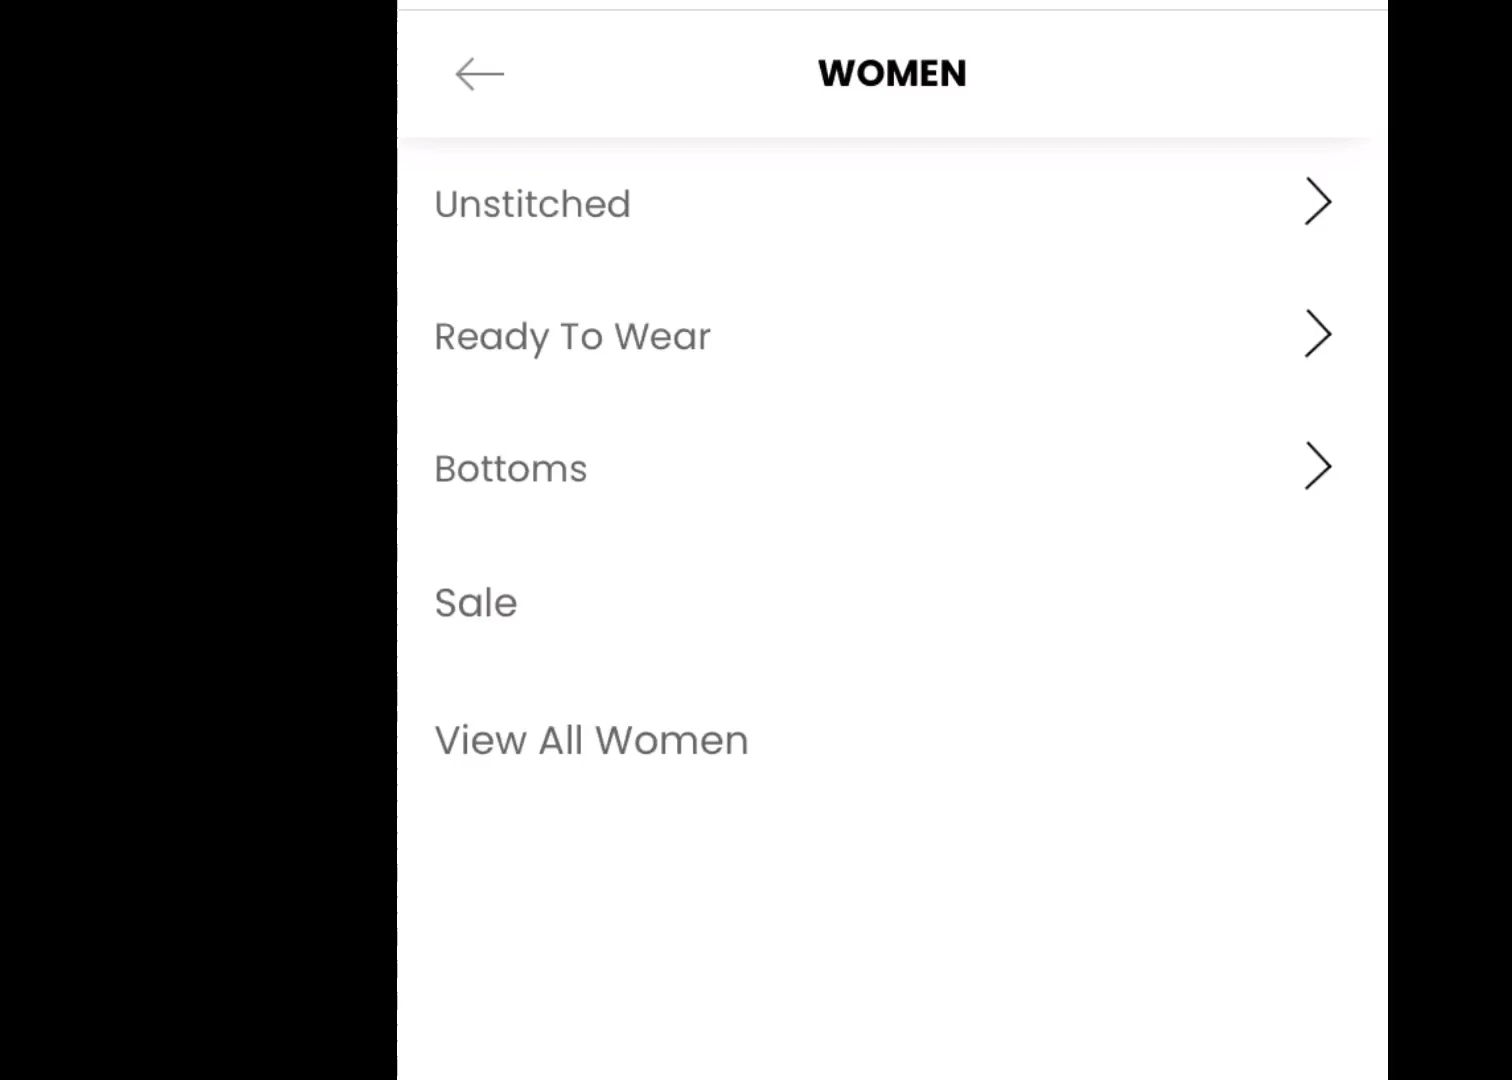 WOMEN
Unstitched
Ready To Wear
Bottoms
Sale
View All Women